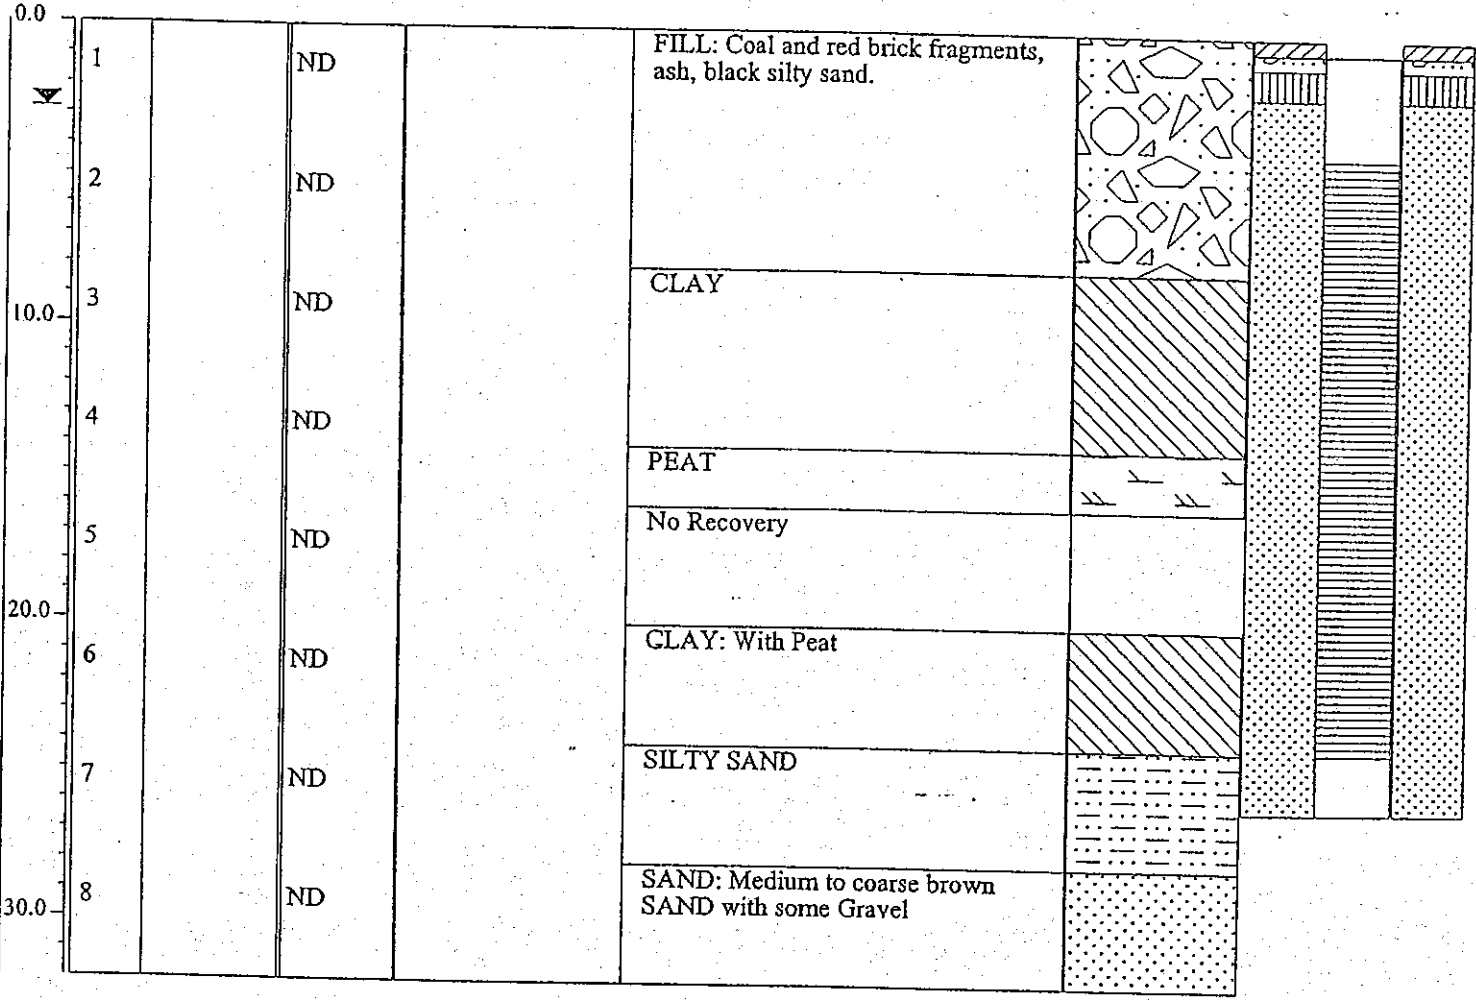 0.0
1 ND FILL: Coal and red brick fragments,
ash, black silty sand.
2 ND
CLAY
3 ND
10.0
4 ND
PEAT
No Recovery
5 ND
20.0
CLAY: With Peat
6 ND
SILTY SAND
7 ND
SAND: Medium to coarse brown
8 ND SAND with some Gravel
30.0